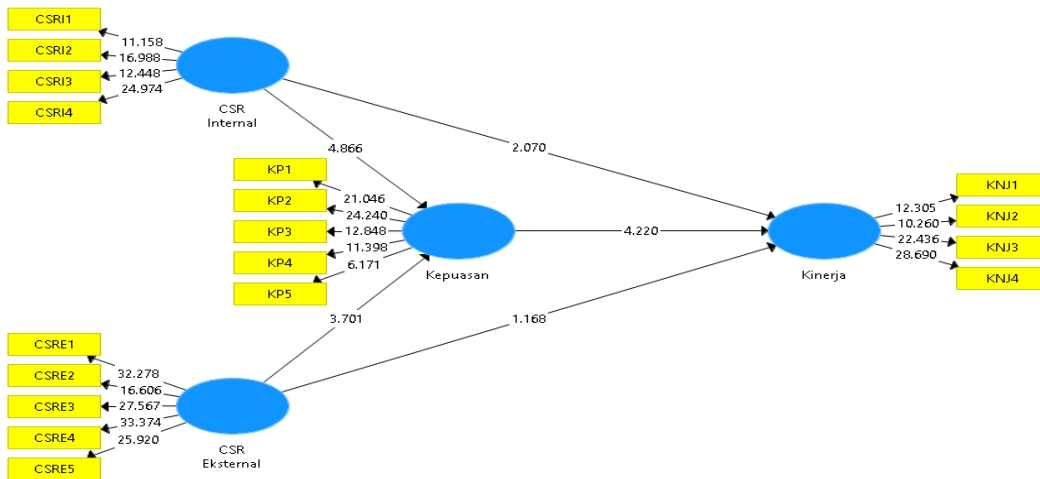 CSRI1
CSRI2
CSRI3
CSRI4
11.158
16.988
12.448
24.974
CSR
Internal
4.866
2.070
KP1
KP2
KP3
KP4
KP5
21.046
24.240
12.848
11.398
6.171
Kepuasan
4.220
Kinerja
12.305
10.260
22.436
28.690
KNJ1
KNJ2
KNJ3
KNJ4
3.701
1.168
CSRE1
CSRE2
CSRE3
CSRE4
CSRE5
32.278
16.606
27.567
33.374
25.920
CSR
Eksternal